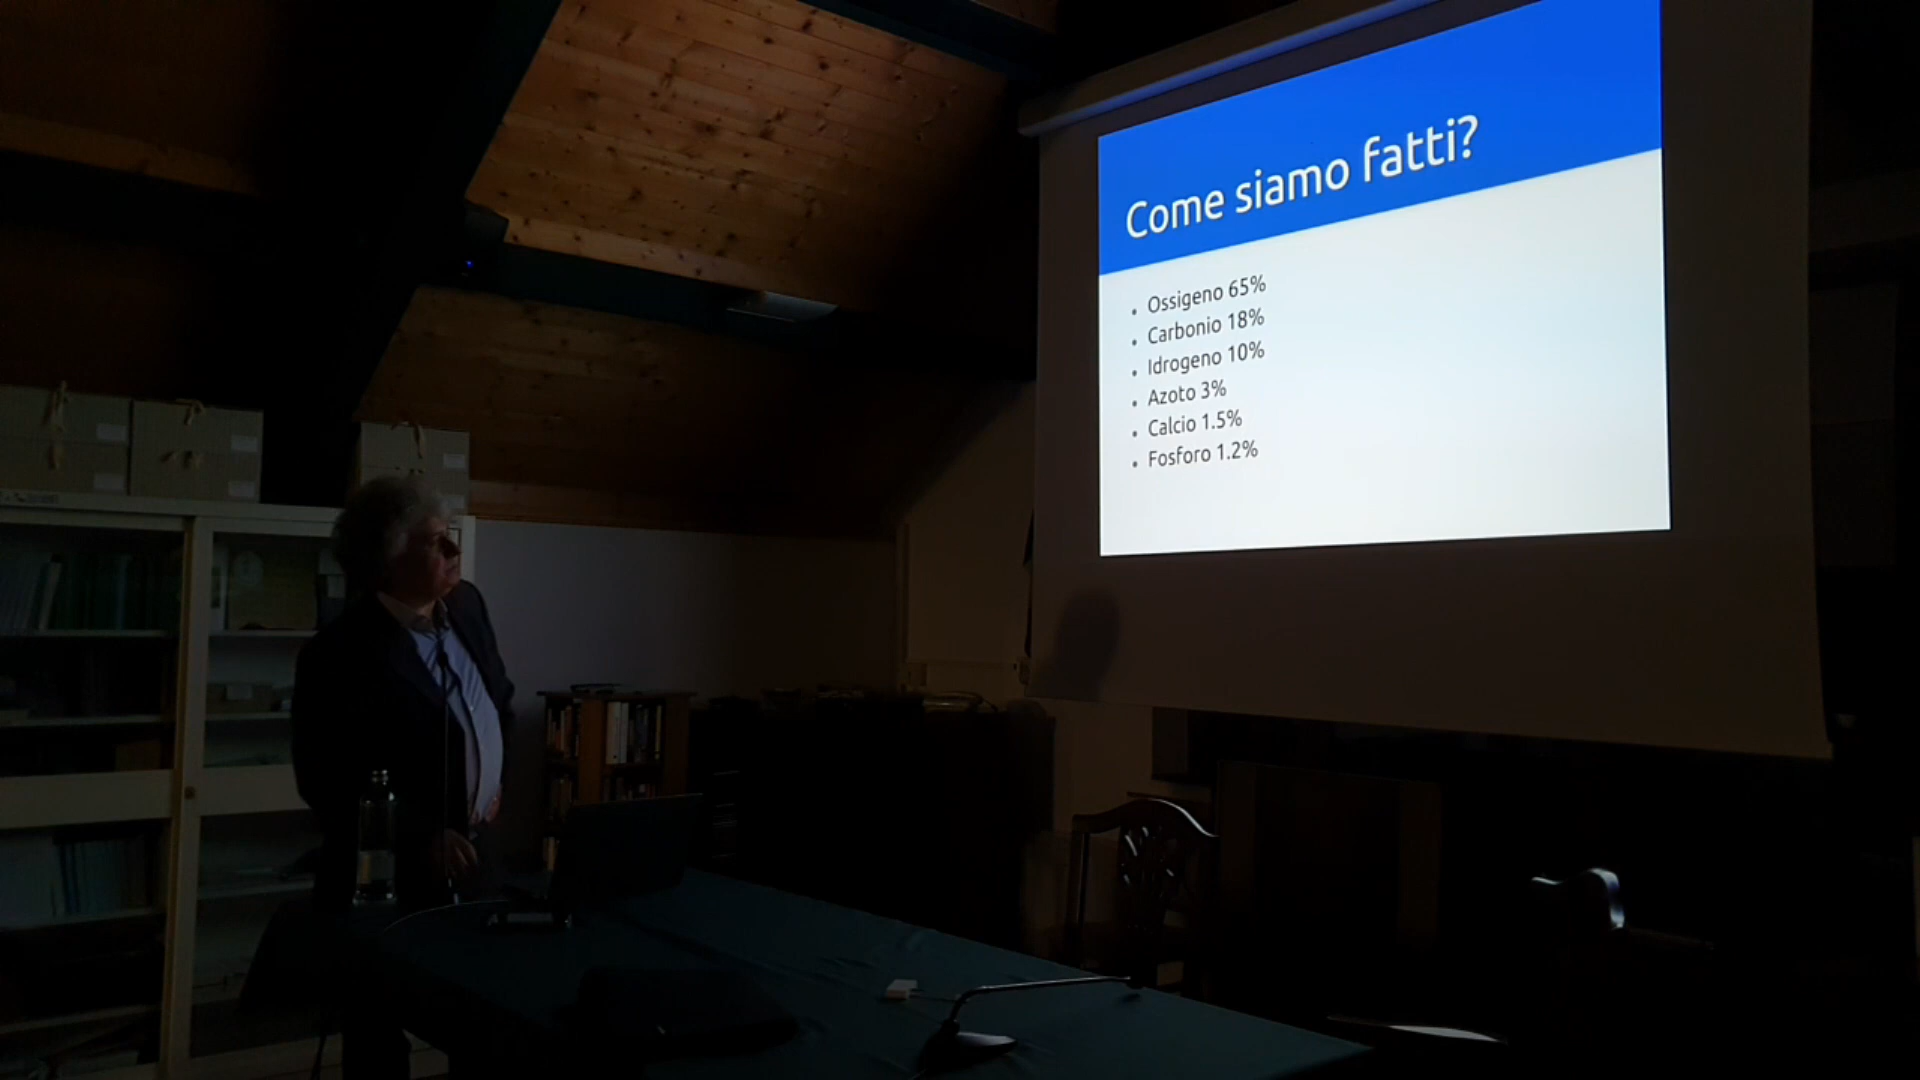 Come siamo fatti?
Ossigeno 65%
Carbonio 18%
Idrogeno 10%
Azoto 3%
Calcio 1.5%
Fosforo 1.2%